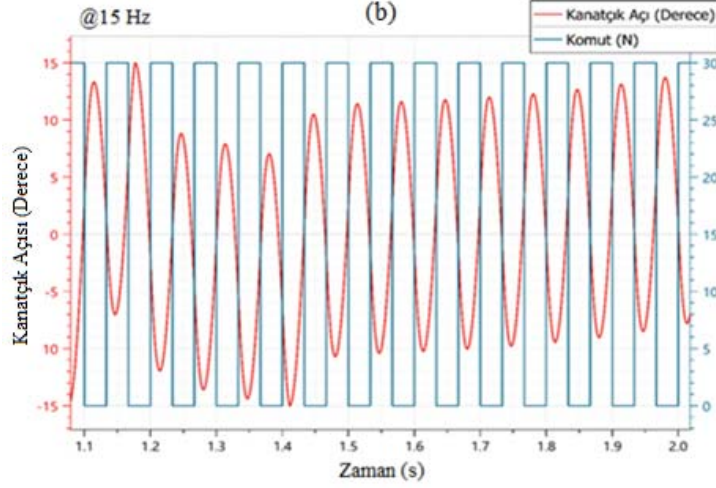 @15 Hz
(b)
Kanatçık Açı (Derece)
Komut (N)
Kanatçık Açısı (Derece)
15
10
5
0
-5
10
-15
30
25
20
15
10
5
0
1.1 1.2 1.3 1.4 1.5 1.6 1.7 1.8 1.9 2.0
Zaman (s)